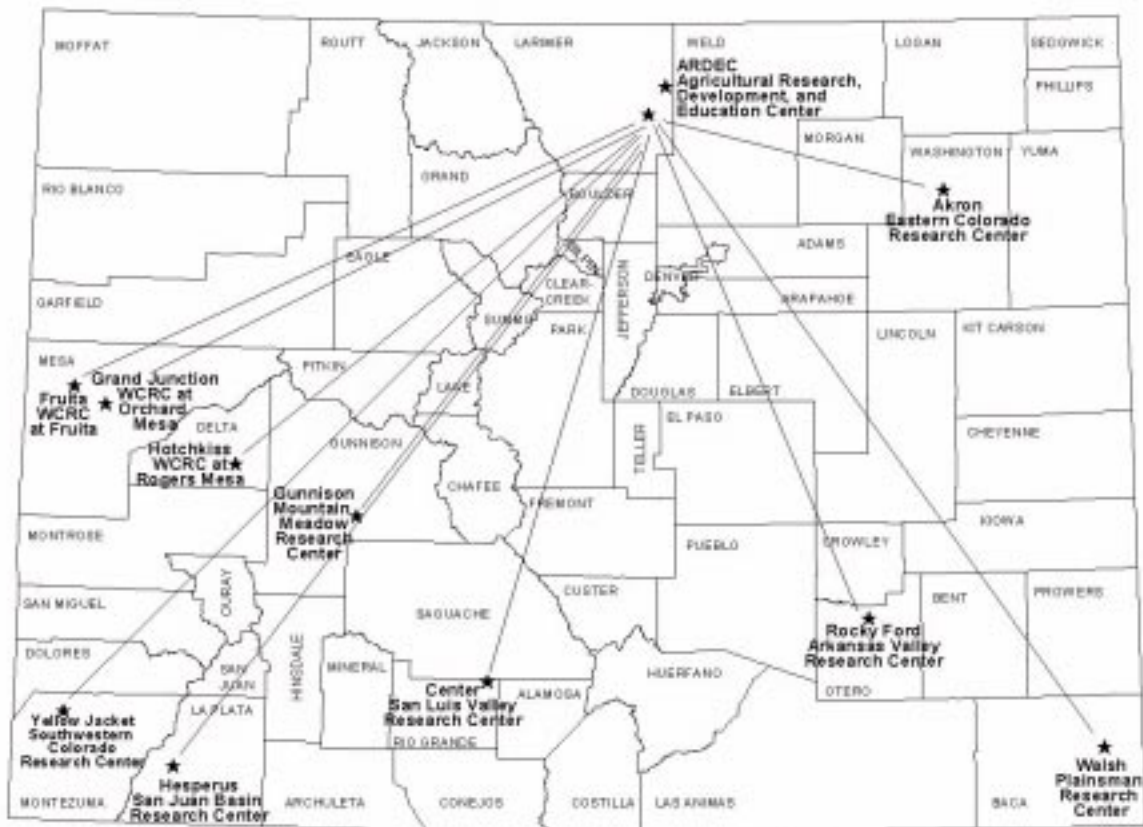 MOFFAT
ROUTT
JACKSON
LARIMER
WELD
LOGAN
SEDGWICK
PHILLIPS
ARDEC
Agricultural Research,
Development, and
Education Center
MORGAN
WASHINGTON
YUMA
RIO BLANCO
GRAND
BOULDER
Akron
Eastern Colorado
Research Center
EAGLE
GILPIN
ADAMS
CLEAR-
CREEK
JEFFERSON
DENVER
ARAPAHOE
GARFIELD
SUMMIT
PARK
LINCOLN
KIT CARSON
MESA
PITKIN
LAKE
DOUGLAS
ELBERT
Fruita
WCRC
at Fruita
Grand Junction
WCRC at
Orchard
Mesa
DELTA
GUNNISON
TELLER
EL PASO
CHEYENNE
Hotchkiss
WCRC at
Rogers Mesa
CHAFEE
FREMONT
Gunnison
Mountain
Meadow
Research
Center
KIOWA
MONTROSE
PUEBLO
CROWLEY
OURAY
SAN MIGUEL
SAGUACHE
CUSTER
BENT
PROWERS
DOLORES
SAN
JUAN
HINSDALE
MINERAL
HUERFANO
Rocky Ford
Arkansas Valley
Research Center
OTERO
Center
San Luis Valley
Research Center
ALAMOSA
LA PLATA
Yellow Jacket
Southwestern
Colorado
Research Center
RIO GRANDE
Hesperus
San Juan Basin
Research Center
Walsh
Plainsman
Research
Center
MONTEZUMA
ARCHULETA
CONEJOS
COSTILLA
LAS ANIMAS
BACA